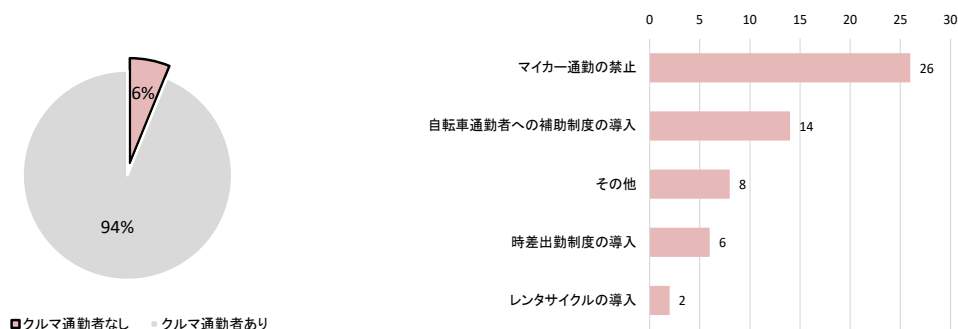 6%
94%
クルマ通勤者なし クルマ通勤者あり
0 5 10 15 20 25 30
マイカー通勤の禁止 26
自転車通勤者への補助制度の導入 14
その他 8
時差出勤制度の導入 6
レンタサイクルの導入 2